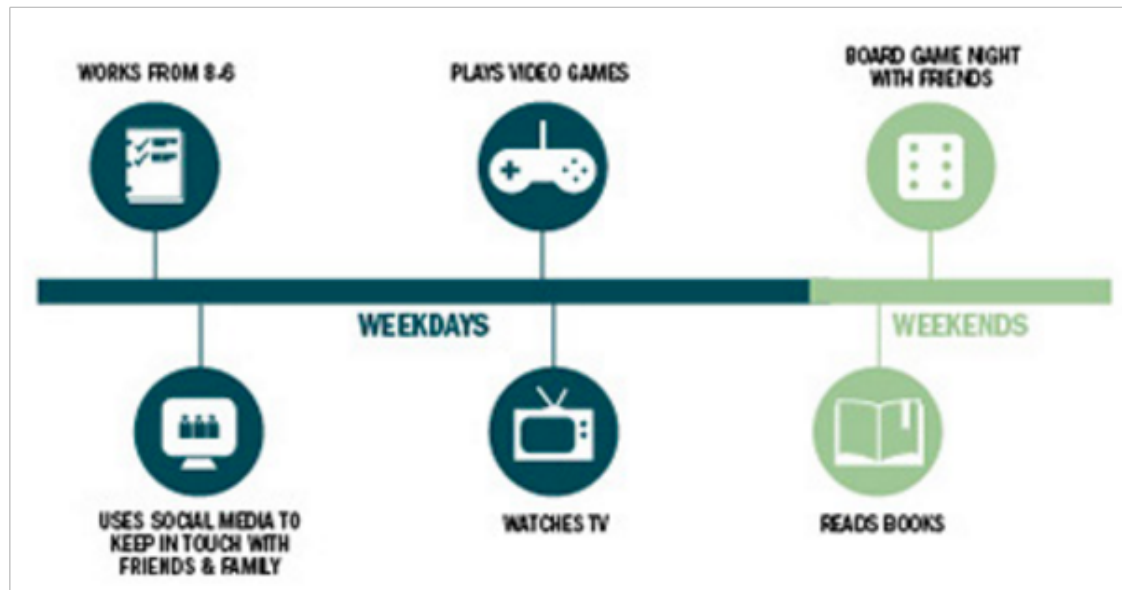 WORKS FROM 8-6
PLAYS VIDEO GAMES
BOARD GAME NIGHT
WITH FRIENDS
WEEKDAYS
WEEKENDS
USES SOCIAL MEDIA TO
KEEP IN TOUCH WITH
FRIENDS & FAMILY
WATCHES TV
READS BOOKS